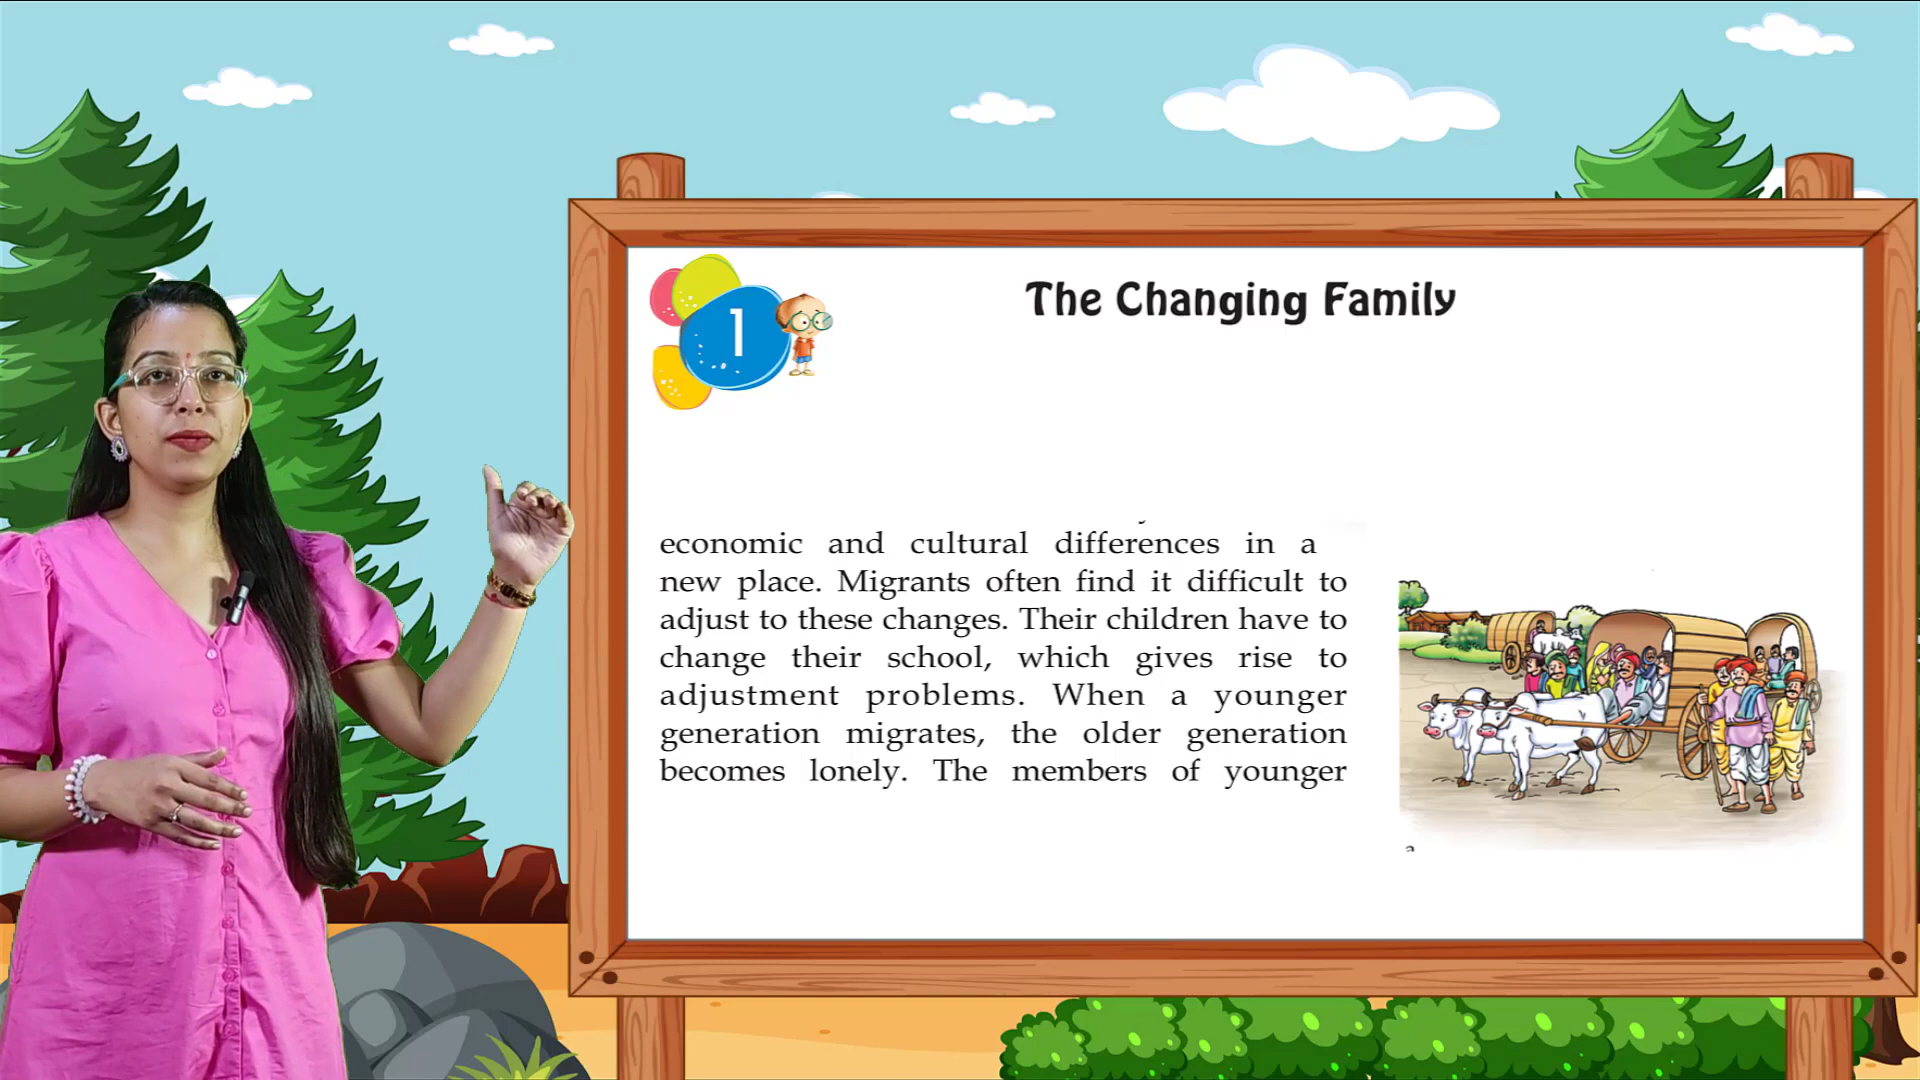 1
The Changing Family
economic and cultural differences in a
new place. Migrants often find it difficult to
adjust to these changes. Their children have to
change their school, which gives rise to
adjustment problems. When a younger
generation migrates, the older generation
becomes lonely. The members of younger
a